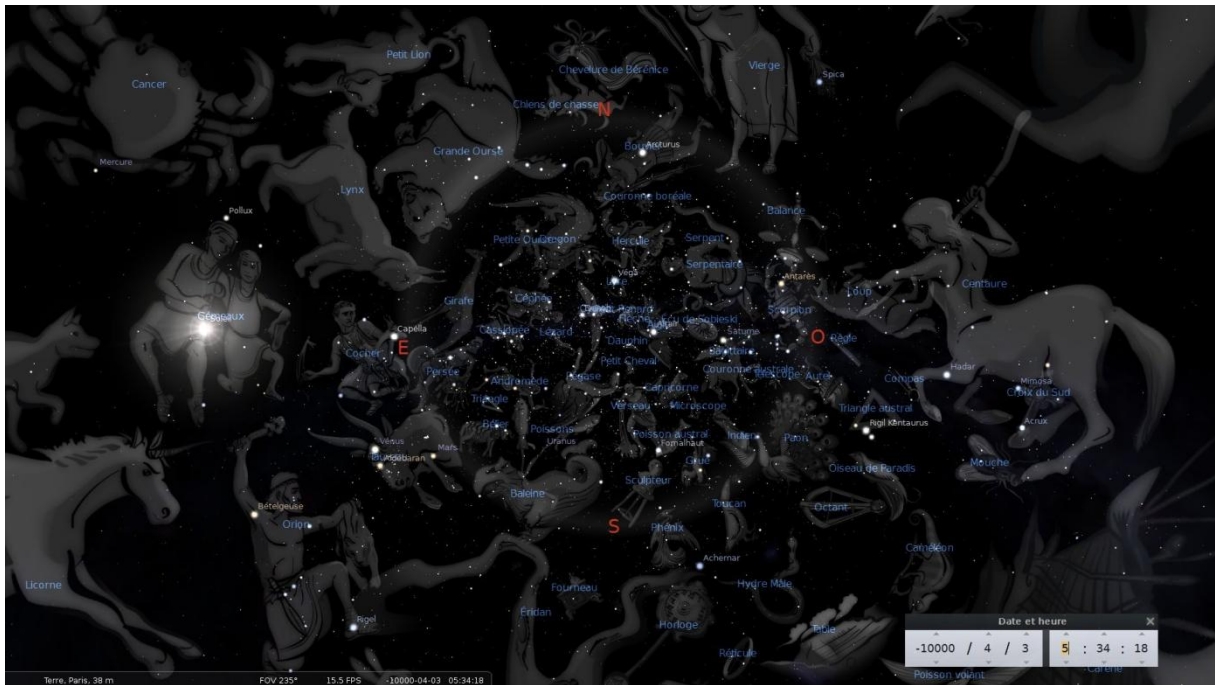 Petit Lion
Chevelure de Bérénice
Vierge
Spica
Cancer
Chiens de chasse
N
Arcturus
Grande Ourse
Mercure
Lynx
Couronne boréale
Pollux
Balance
Hercule
Serpent
Serpentaire
Véga
Antarès
Loup
Centaure
Girafe
Céphée
Scorpion
Gémeaux
Capella
Cassiopée
Lézard
Écu de Sobieski
Saturne
Dauphin
O
Règle
E
Cocher
Persée
Petit Cheval
Couronne australe
Hadar
Andromède
Pégase
Capricorne
Autel
Compas
Mimosa
Croix du Sud
Triangle
Verseau
Microscope
Triangle austral
Acrux
Bélier
Poissons
Poisson austral
Indien
Paon
Rigil Kentaurus
Vénus
Mars
Uranus
Fomalhaut
Aldébaran
Grue
Oiseau de Paradis
Mouche
Baleine
Sculpteur
Toucan
Octant
Bételgeuse
Orion
S
Phénix
Achernar
Caméléon
Licorne
Fourneau
Hydre Mâle
Éridan
Rigel
Horloge
Table
Date et heure
-10000 / 4 / 3 5 : 34 : 18
Réticule
Poisson volant
Carène
Terre, Paris, 38 m FOV 235° 15.5 FPS -10000-04-03 05:34:18